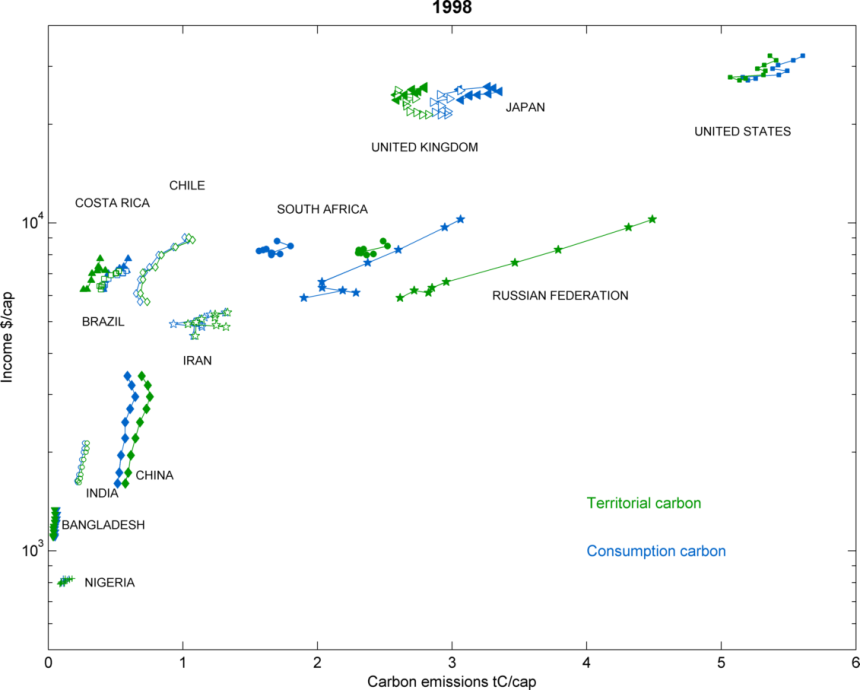 1998
JAPAN
UNITED STATES
UNITED KINGDOM
CHILE
COSTA RICA
SOUTH AFRICA
10⁴
RUSSIAN FEDERATION
BRAZIL
IRAN
Income $/cap
CHINA
INDIA
Territorial carbon
BANGLADESH
10³
Consumption carbon
NIGERIA
0 1 2 3 4 5 6
Carbon emissions tC/cap